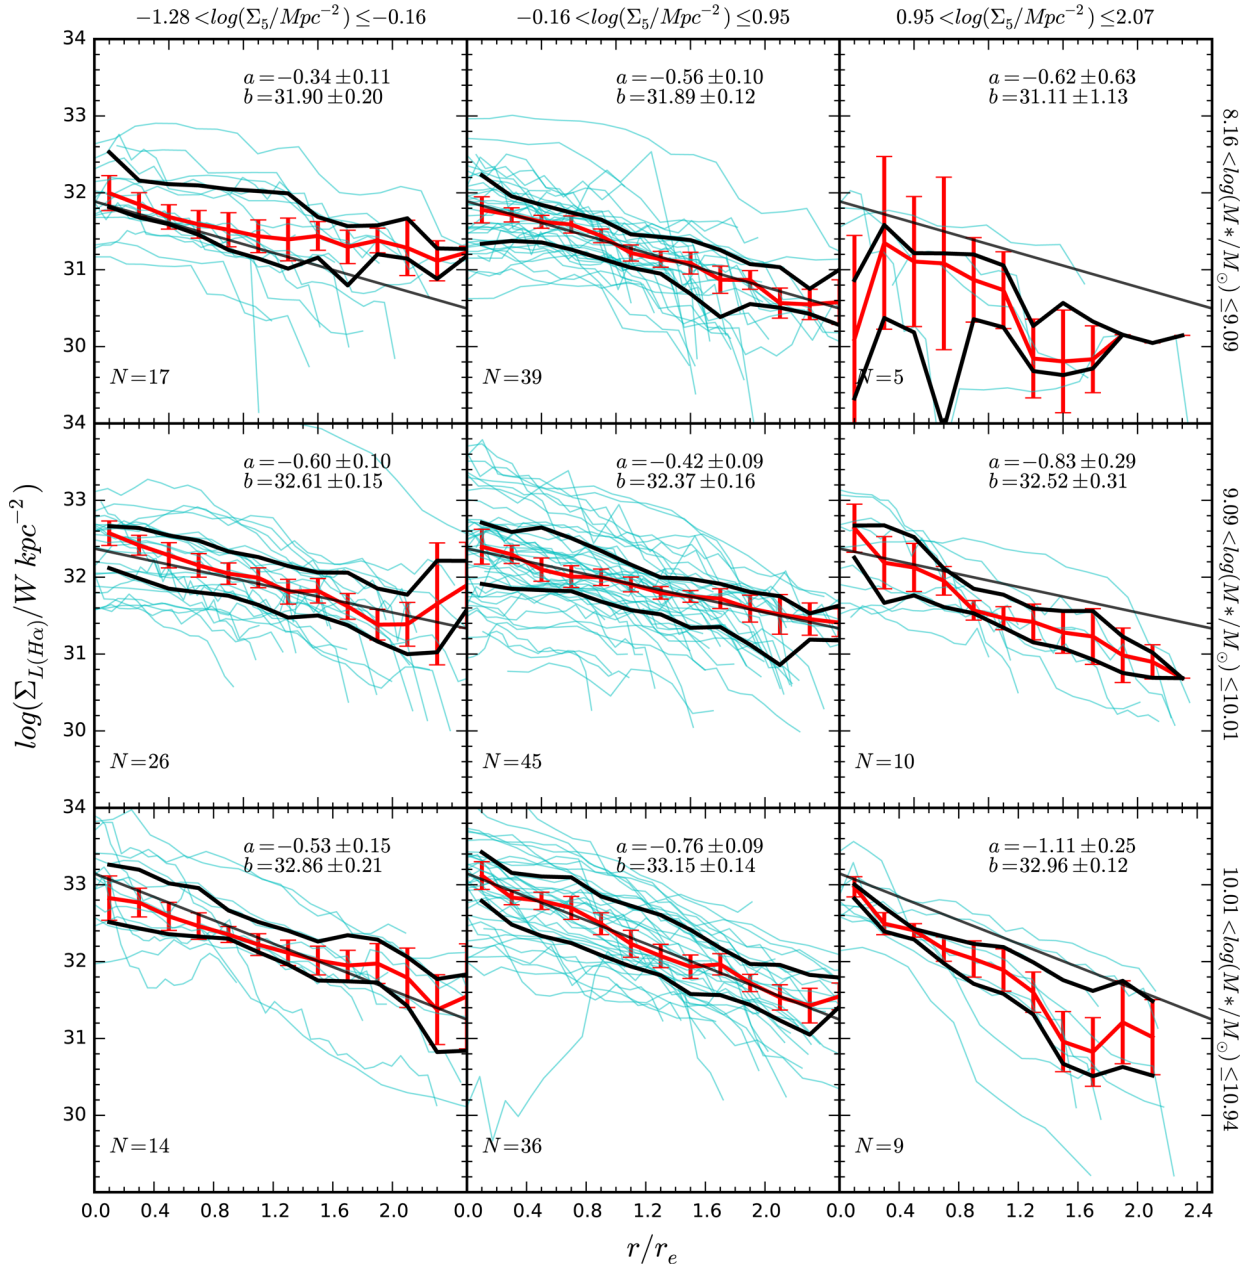 −1.28 <log(Σ₅/Mpc⁻²) ≤−0.16
−0.16 <log(Σ₅/Mpc⁻²) ≤0.95
0.95 <log(Σ₅/Mpc⁻²) ≤2.07
34
33
32
31
30
a=−0.34±0.11
b=31.90±0.20
N=17
a=−0.56±0.10
b=31.89±0.12
N=39
a=−0.62±0.63
b=31.11±1.13
N=5
8.16 <log(M*/M☉) ≤9.09
34
33
32
31
30
a=−0.60±0.10
b=32.61±0.15
N=26
a=−0.42±0.09
b=32.37±0.16
N=45
a=−0.83±0.29
b=32.52±0.31
N=10
9.09 <log(M*/M☉) ≤10.01
34
33
32
31
30
a=−0.53±0.15
b=32.86±0.21
N=14
a=−0.76±0.09
b=33.15±0.14
N=36
a=−1.11±0.25
b=32.96±0.12
N=9
10.01 <log(M*/M☉) ≤10.94
log(Σ_L(Hα)/W kpc⁻²)
0.0 0.4 0.8 1.2 1.6 2.0 0.0 0.4 0.8 1.2 1.6 2.0 0.0 0.4 0.8 1.2 1.6 2.0 2.4
r/rₑ